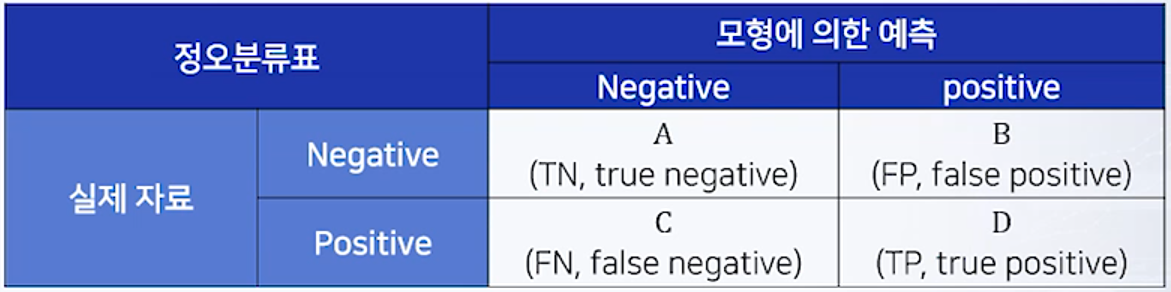 정오분류표
모형에 의한 예측
Negative
positive
실제 자료
Negative
A
(TN, true negative)
B
(FP, false positive)
Positive
C
(FN, false negative)
D
(TP, true positive)